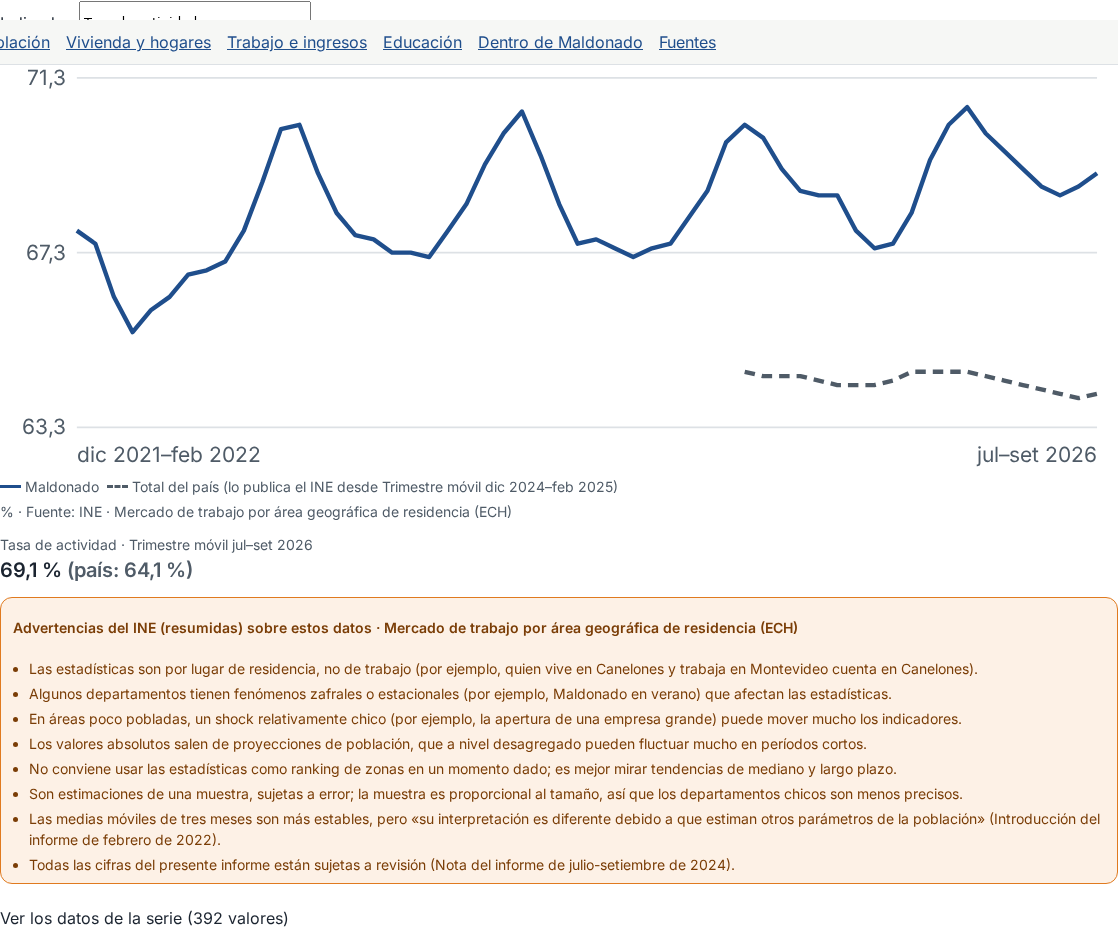 Vivienda y hogares Trabajo e ingresos Educación Dentro de Maldonado Fuentes
71,3
67,3
63,3
dic 2021–feb 2022 jul–set 2026
Maldonado Total del país (lo publica el INE desde Trimestre móvil dic 2024–feb 2025)
% · Fuente: INE · Mercado de trabajo por área geográfica de residencia (ECH)
Tasa de actividad · Trimestre móvil jul–set 2026
69,1 % (país: 64,1 %)
Advertencias del INE (resumidas) sobre estos datos · Mercado de trabajo por área geográfica de residencia (ECH)
• Las estadísticas son por lugar de residencia, no de trabajo (por ejemplo, quien vive en Canelones y trabaja en Montevideo cuenta en Canelones).
• Algunos departamentos tienen fenómenos zafrales o estacionales (por ejemplo, Maldonado en verano) que afectan las estadísticas.
• En áreas poco pobladas, un shock relativamente chico (por ejemplo, la apertura de una empresa grande) puede mover mucho los indicadores.
• Los valores absolutos salen de proyecciones de población, que a nivel desagregado pueden fluctuar mucho en períodos cortos.
• No conviene usar las estadísticas como ranking de zonas en un momento dado; es mejor mirar tendencias de mediano y largo plazo.
• Son estimaciones de una muestra, sujetas a error; la muestra es proporcional al tamaño, así que los departamentos chicos son menos precisos.
• Las medias móviles de tres meses son más estables, pero «su interpretación es diferente debido a que estiman otros parámetros de la población» (Introducción del
informe de febrero de 2022).
• Todas las cifras del presente informe están sujetas a revisión (Nota del informe de julio-setiembre de 2024).
Ver los datos de la serie (392 valores)